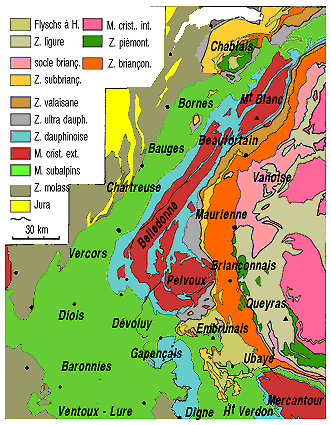 Flyschs à H.
M. crist.. int.
Z. ligure
Z. piémont.
socle brianç.
Z. briançon.
Z. subbrianç.
Z. valaisane
Z. ultra dauph.
Z. dauphinoise
M. crist. ext.
M. subalpins
Z. molass
Jura
30 km
Chablais
Mt Blanc
Bornes
Beaufortain
Bauges
Vanoise
Chartreuse
Maurienne
Belledonne
Vercors
Briançonnais
Pelvoux
Queyras
Diois
Dévoluy
Embrunais
Gapençais
Ubaye
Baronnies
Mercantour
Ventoux - Lure
Digne
Ht Verdon